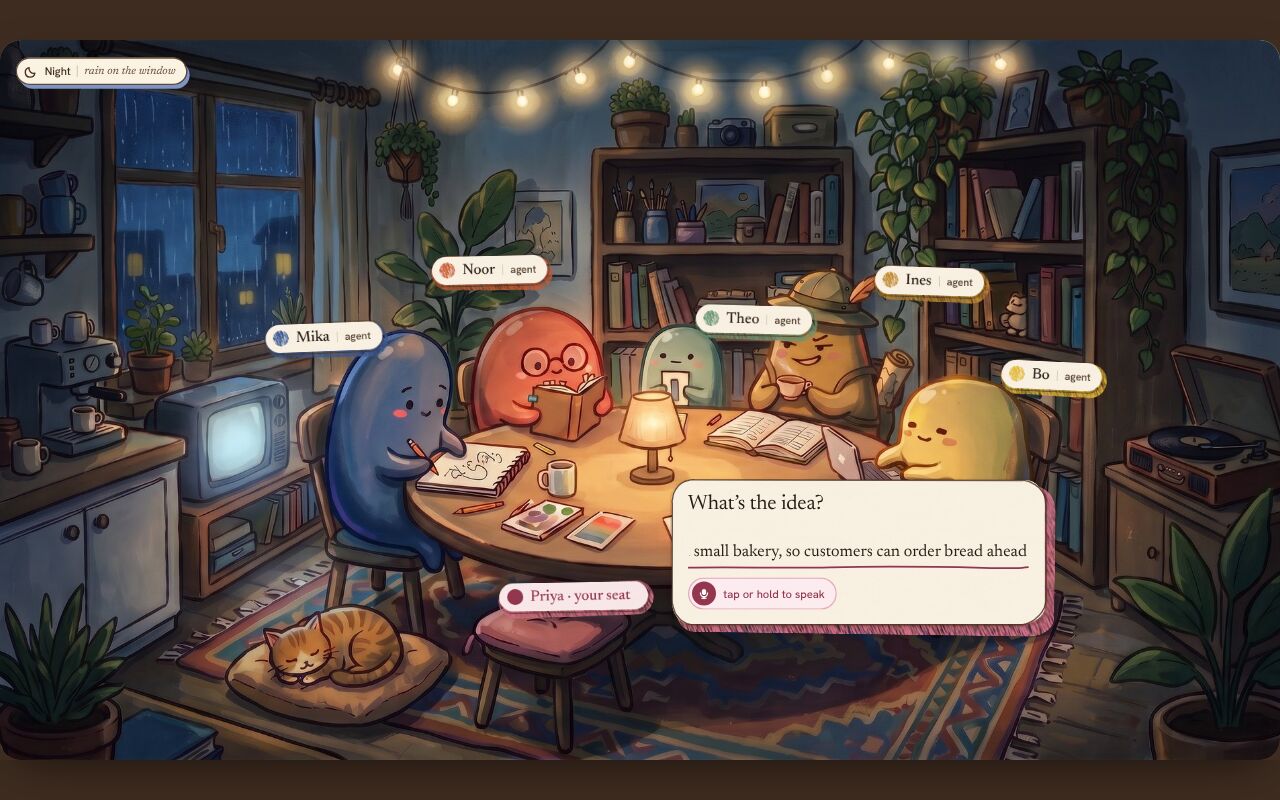 Night | rain on the window
Noor | agent
Ines | agent
Theo | agent
Mika | agent
Bo | agent
What's the idea?
small bakery, so customers can order bread ahead
tap or hold to speak
Priya · your seat